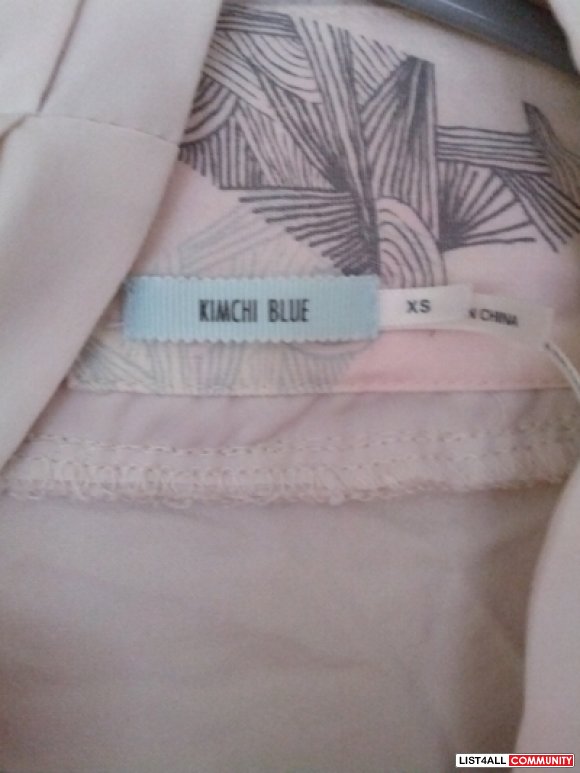 KIMCHI BLUE
XS
N CHINA
LIST4ALL COMMUNITY